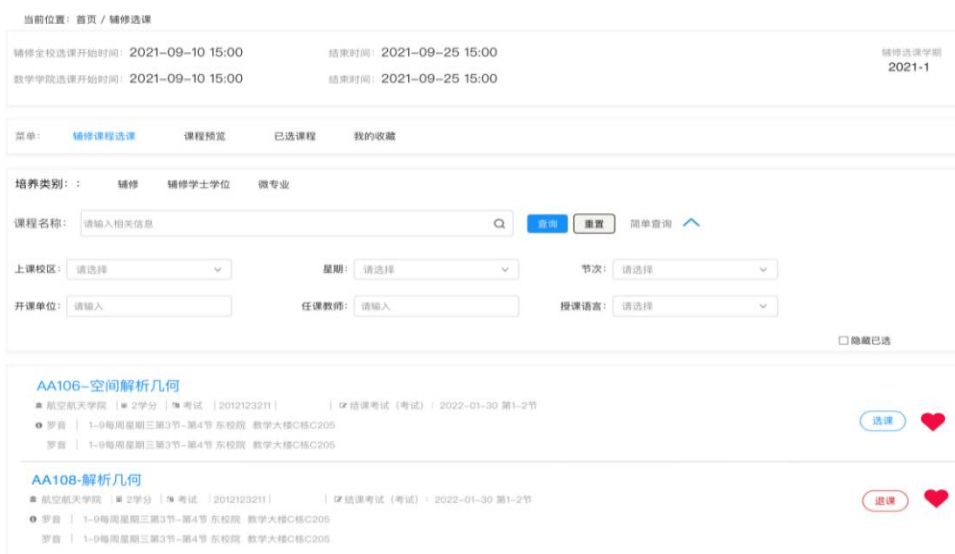 当前位置：首页 / 辅修选课
辅修全校选课开始时间：2021-09-10 15:00 结束时间：2021-09-25 15:00 辅修选课学期
数学学院选课开始时间：2021-09-10 15:00 结束时间：2021-09-25 15:00 2021-1
菜单： 辅修课程选课 课程预览 已选课程 我的收藏
培养类别：： 辅修 辅修学士学位 微专业
课程名称： 请输入相关信息 查询 重置 简单查询
上课校区： 请选择 星期： 请选择 节次： 请选择
开课单位： 请输入 任课教师： 请输入 授课语言： 请选择
隐藏已选
AA106-空间解析几何
航空航天学院 | 2学分 | 考试 | 2012123211 | | 结课考试（考试）：2022-01-30 第1-2节
罗音 | 1-9每周星期三第3节-第4节 东校院 教学大楼C栋C205 选课
罗音 | 1-9每周星期三第3节-第4节 东校院 教学大楼C栋C205
AA108-解析几何
航空航天学院 | 2学分 | 考试 | 2012123211 | | 结课考试（考试）：2022-01-30 第1-2节 退课
罗音 | 1-9每周星期三第3节-第4节 东校院 教学大楼C栋C205
罗音 | 1-9每周星期三第3节-第4节 东校院 教学大楼C栋C205